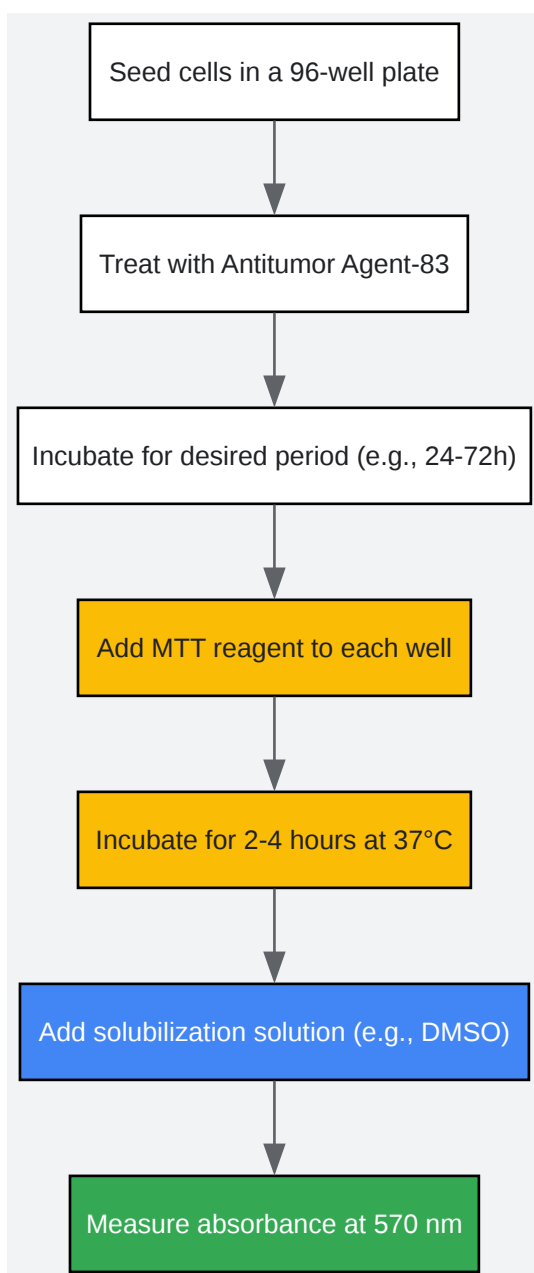 Seed cells in a 96-well plate
Treat with Antitumor Agent-83
Incubate for desired period (e.g., 24-72h)
Add MTT reagent to each well
Incubate for 2-4 hours at 37°C
Add solubilization solution (e.g., DMSO)
Measure absorbance at 570 nm